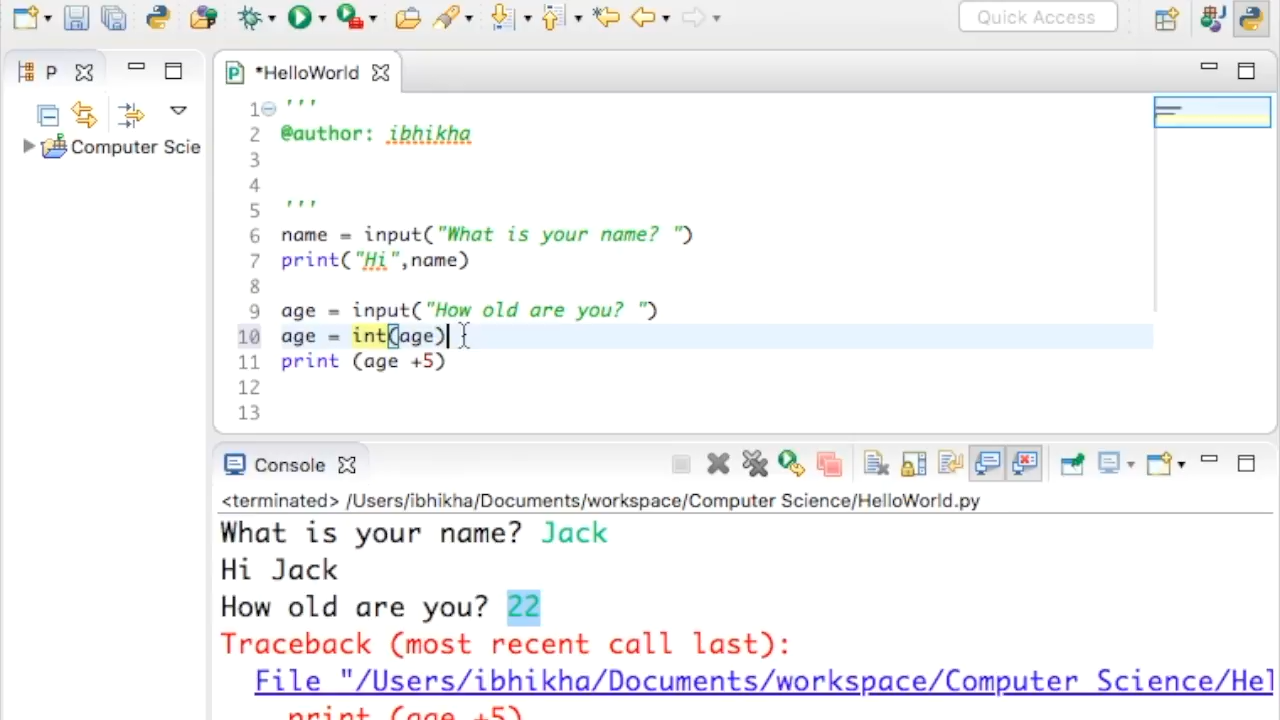 Quick Access
P
*HelloWorld
Computer Scie
1 '''
2 @author: ibhikha
3
4
5 '''
6 name = input("What is your name? ")
7 print("Hi",name)
8
9 age = input("How old are you? ")
10 age = int(age)
11 print (age +5)
12
13
Console
<terminated> /Users/ibhikha/Documents/workspace/Computer Science/HelloWorld.py
What is your name? Jack
Hi Jack
How old are you? 22
Traceback (most recent call last):
File "/Users/ibhikha/Documents/workspace/Computer Science/Hel
print (age +5)